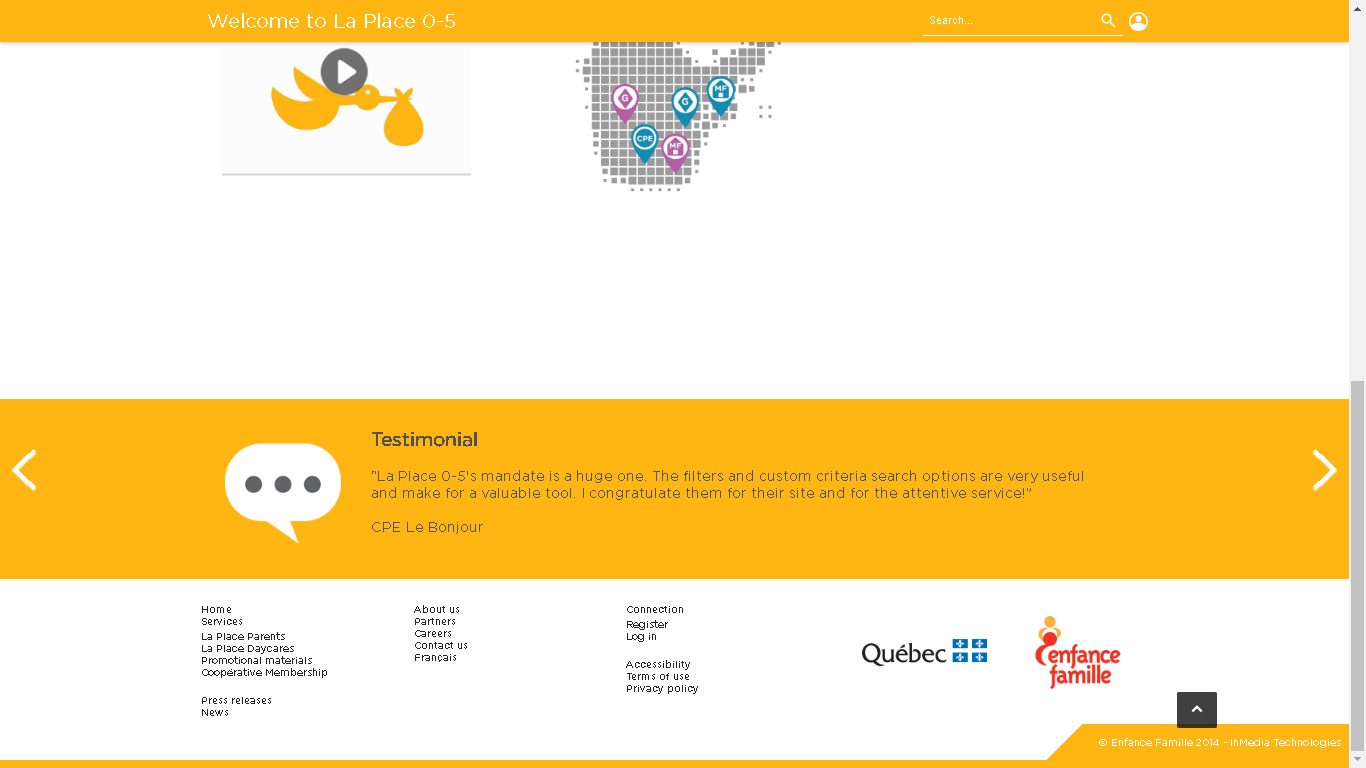 Welcome to La Place 0-5
Search...
G
G
MF
CPE
MF
Testimonial
"La Place 0-5's mandate is a huge one. The filters and custom criteria search options are very useful
and make for a valuable tool. I congratulate them for their site and for the attentive service!"
CPE Le Bonjour
Home
Services
La Place Parents
La Place Daycares
Promotional materials
Cooperative Membership
Press releases
News
About us
Partners
Careers
Contact us
Français
Connection
Register
Log in
Accessibility
Terms of use
Privacy policy
Québec
enfance
famille
© Enfance Famille 2014 - InMedia Technologies